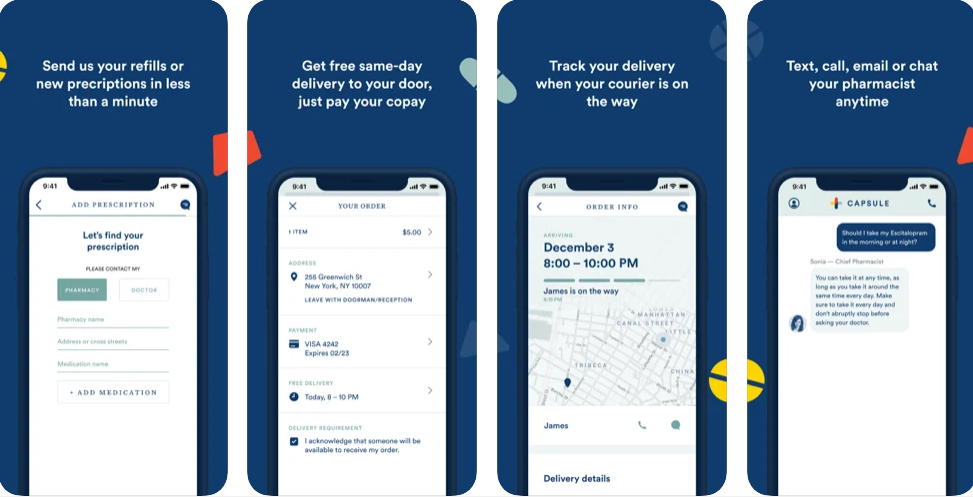 Send us your refills or
new precriptions in less
than a minute
9:41
ADD PRESCRIPTION
Let's find your
prescription
PLEASE CONTACT MY
PHARMACY
DOCTOR
Pharmacy name
Address or cross streets
Medication name
+ ADD MEDICATION
Get free same-day
delivery to your door,
just pay your copay
9:41
YOUR ORDER
1 ITEM
$5.00
ADDRESS
255 Greenwich St
New York, NY 10007
LEAVE WITH DOORMAN/RECEPTION
PAYMENT
VISA 4242
Expires 02/23
FREE DELIVERY
Today, 8 – 10 PM
DELIVERY REQUIREMENT
I acknowledge that someone will be
available to receive my order.
Track your delivery
when your courier is on
the way
9:41
ORDER INFO
ARRIVING
December 3
8:00 – 10:00 PM
James is on the way
MANHATTAN
CANAL STREET
LITTLE
TRIBECA
CHINA
James
Delivery details
Text, call, email or chat
your pharmacist
anytime
9:41
CAPSULE
Should I take my Escitalopram
in the morning or at night?
Sonia — Chief Pharmacist
You can take it at any time, as
long as you take it around the
same time every day. Make
sure to take it every day and
don't abruptly stop before
asking your doctor.